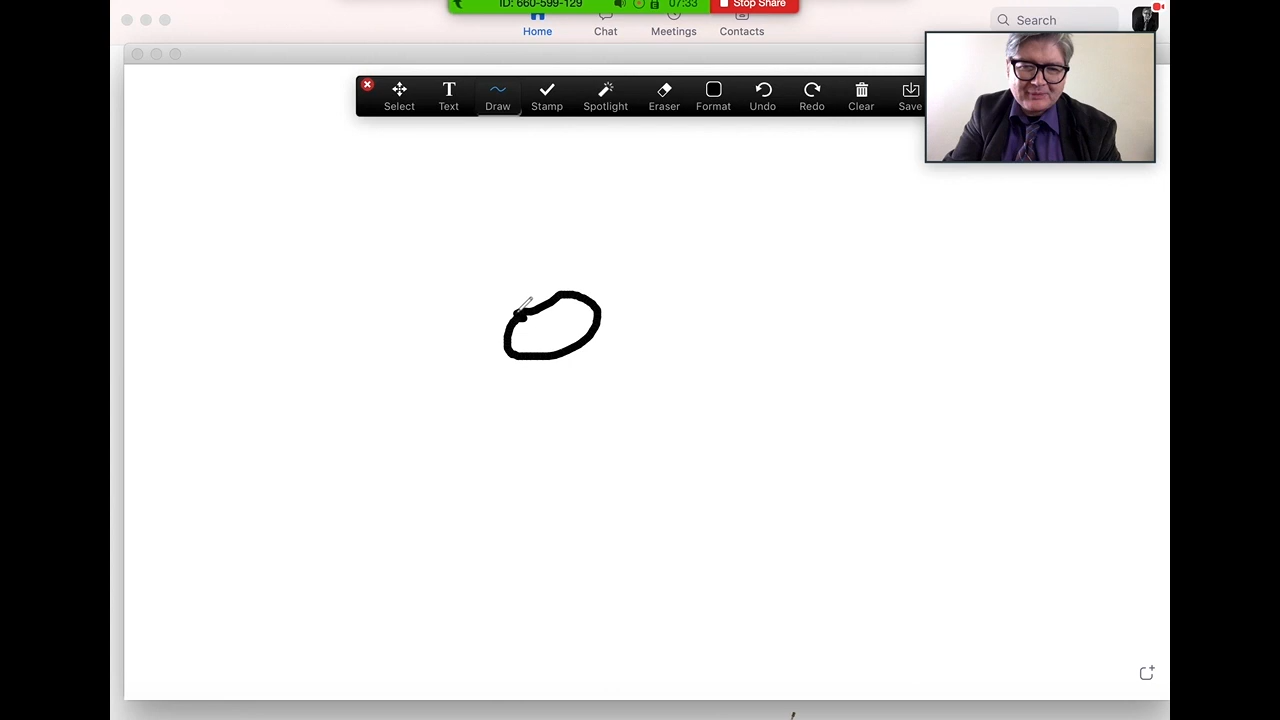 ID: 660-599-129 07:33 Stop Share
Home Chat Meetings Contacts Search
Select Text Draw Stamp Spotlight Eraser Format Undo Redo Clear Save